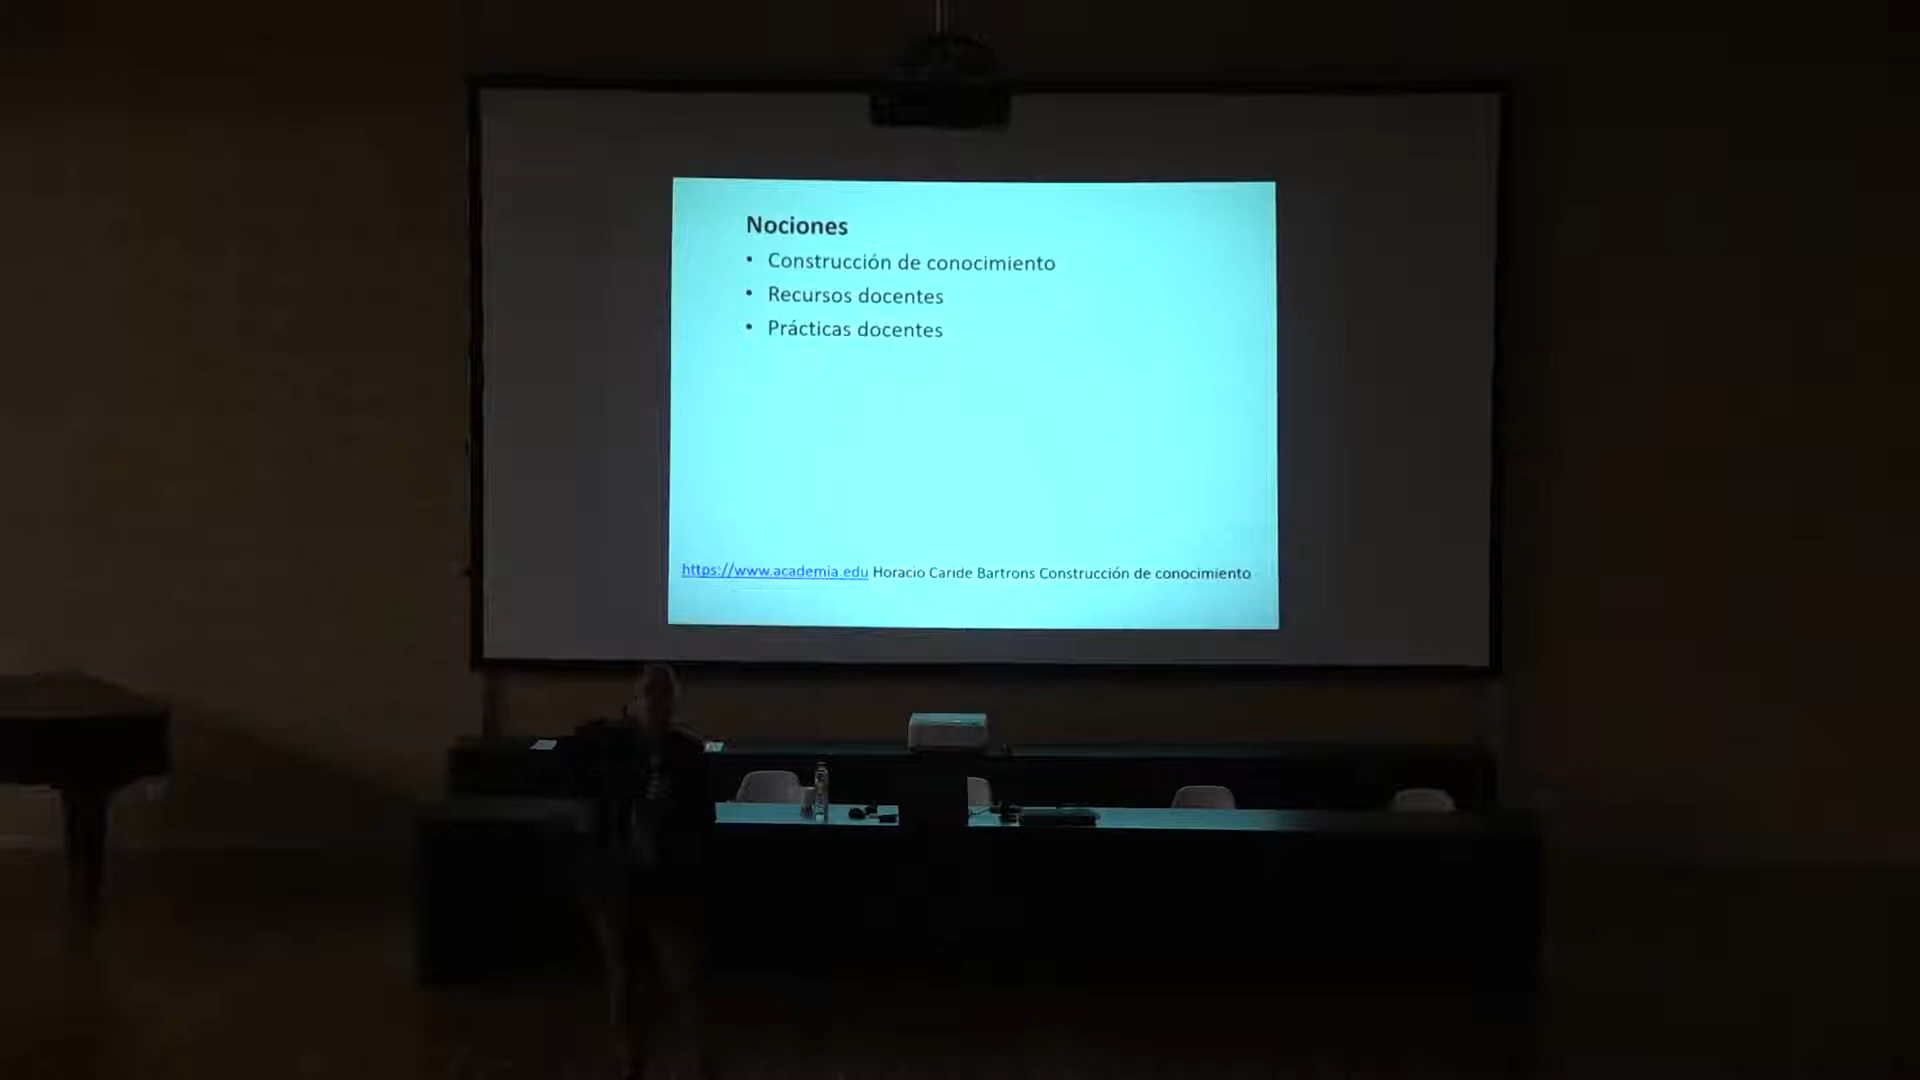 Nociones
• Construcción de conocimiento
• Recursos docentes
• Prácticas docentes
https://www.academia.edu Horacio Caride Bartrons Construcción de conocimiento